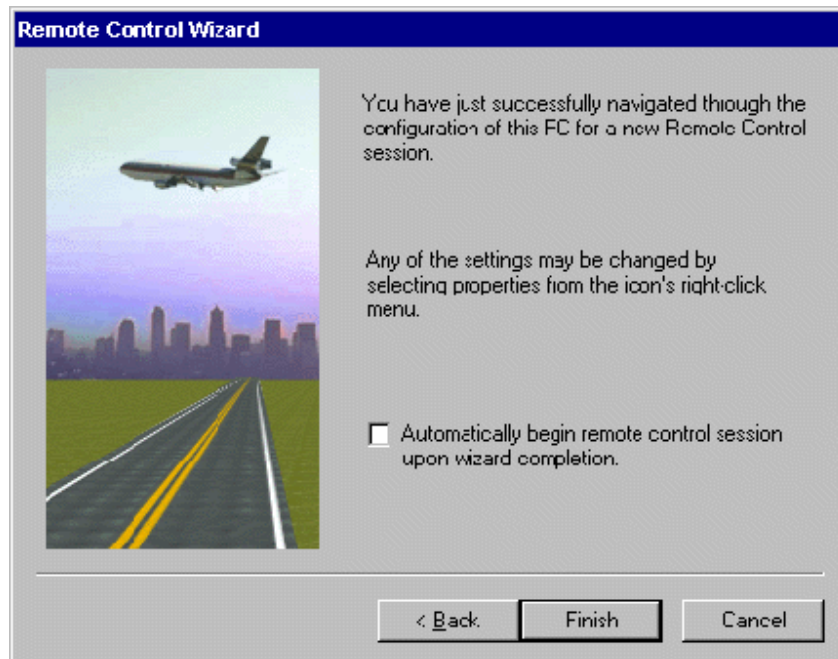 Remote Control Wizard
You have just successfully navigated through the
configuration of this PC for a new Remote Control
session.
Any of the settings may be changed by
selecting properties from the icon's right-click
menu.
Automatically begin remote control session
upon wizard completion.
< Back
Finish
Cancel